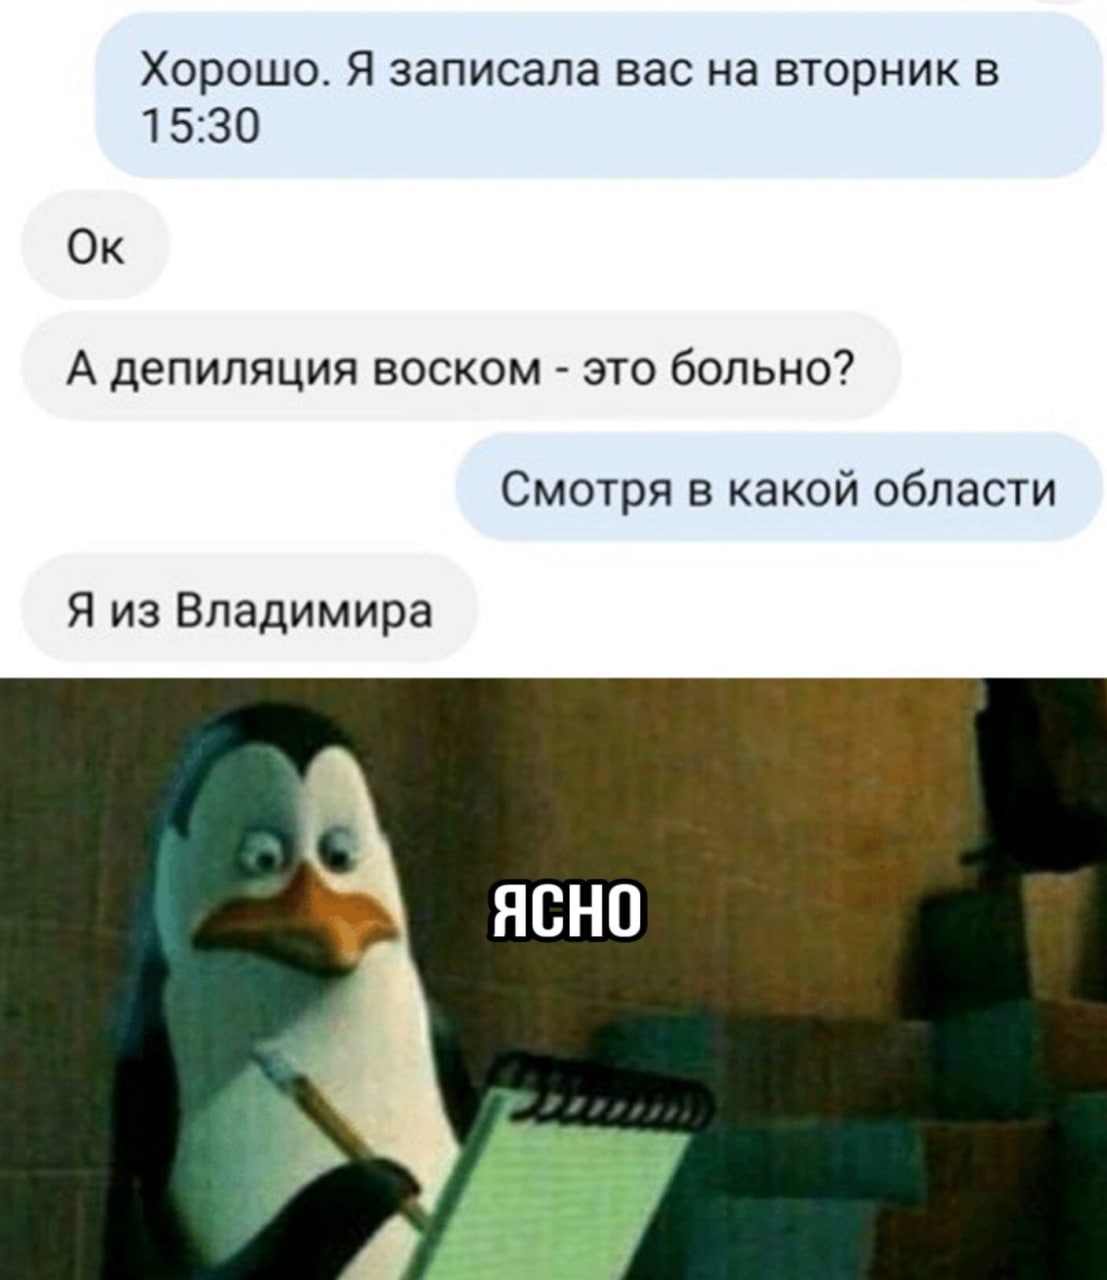 Хорошо. Я записала вас на вторник в
15:30
Ок
А депиляция воском - это больно?
Смотря в какой области
Я из Владимира
ЯСНО